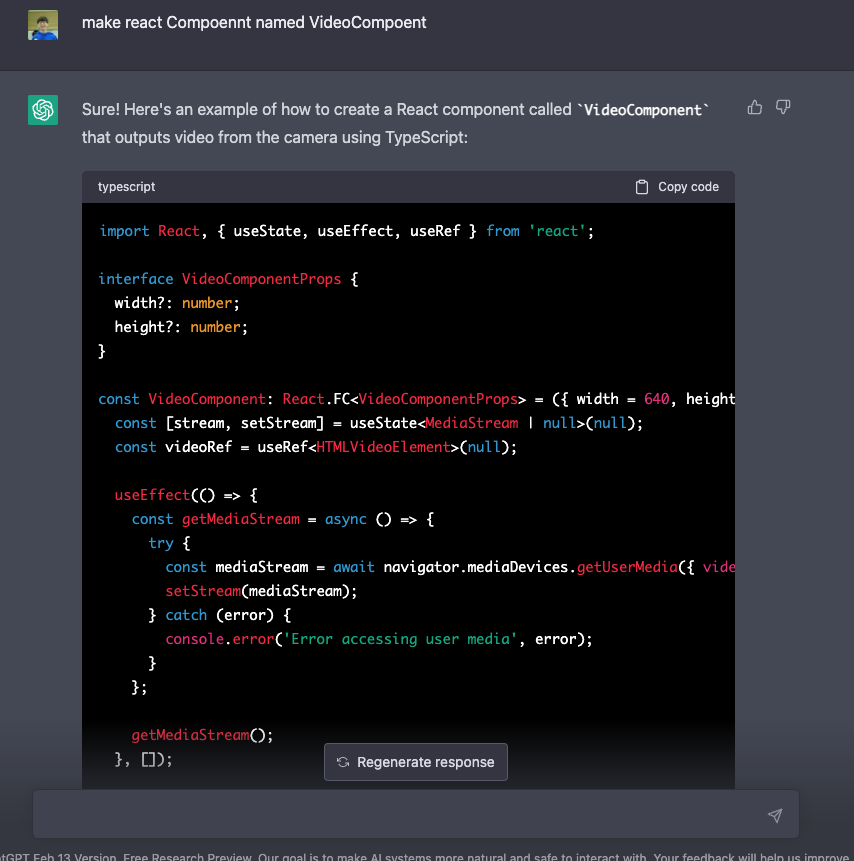 make react Compoennt named VideoCompoent
Sure! Here's an example of how to create a React component called `VideoComponent`
that outputs video from the camera using TypeScript:
typescript
Copy code
import React, { useState, useEffect, useRef } from 'react';
interface VideoComponentProps {
  width?: number;
  height?: number;
}
const VideoComponent: React.FC<VideoComponentProps> = ({ width = 640, height
  const [stream, setStream] = useState<MediaStream | null>(null);
  const videoRef = useRef<HTMLVideoElement>(null);
  useEffect(() => {
    const getMediaStream = async () => {
      try {
        const mediaStream = await navigator.mediaDevices.getUserMedia({ vide
        setStream(mediaStream);
      } catch (error) {
        console.error('Error accessing user media', error);
      }
    };
    getMediaStream();
  }, []);
Regenerate response
tGPT Feb 13 Version. Free Research Preview. Our goal is to make AI systems more natural and safe to interact with. Your feedback will help us improve.